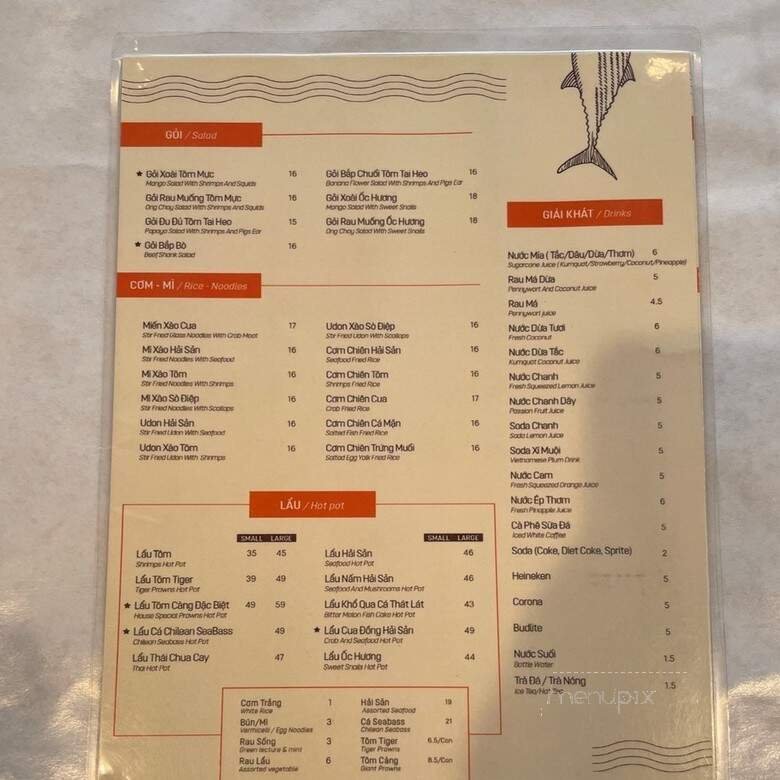 GỎI / Salad
★ Gỏi Xoài Tôm Mực 16
Mango Salad With Shrimps And Squids
Gỏi Rau Muống Tôm Mực 16
Ong Choy Salad With Shrimps And Squids
Gỏi Đu Đủ Tôm Tai Heo 15
Papaya Salad With Shrimps And Pigs Ear
★ Gỏi Bắp Bò 16
Beef Shank Salad
Gỏi Bắp Chuối Tôm Tai Heo 16
Banana Flower Salad With Shrimps And Pigs Ear
Gỏi Xoài Ốc Hương 18
Mango Salad With Sweet Snails
Gỏi Rau Muống Ốc Hương 18
Ong Choy Salad With Sweet Snails
CƠM - MÌ / Rice - Noodles
Miến Xào Cua 17
Stir Fried Glass Noodles With Crab Meat
Mì Xào Hải Sản 16
Stir Fried Noodles With Seafood
Mì Xào Tôm 16
Stir Fried Noodles With Shrimps
Mì Xào Sò Điệp 16
Stir Fried Noodles With Scallops
Udon Hải Sản 16
Stir Fried Udon With Seafood
Udon Xào Tôm 16
Stir Fried Udon With Shrimps
Udon Xào Sò Điệp 16
Stir Fried Udon With Scallops
Cơm Chiên Hải Sản 16
Seafood Fried Rice
Cơm Chiên Tôm 16
Shrimps Fried Rice
Cơm Chiên Cua 17
Crab Fried Rice
Cơm Chiên Cá Mặn 16
Salted Fish Fried Rice
Cơm Chiên Trứng Muối 16
Salted Egg Yolk Fried Rice
LẨU / Hot pot
SMALL LARGE
Lẩu Tôm 35 45
Shrimps Hot Pot
Lẩu Tôm Tiger 39 49
Tiger Prawns Hot Pot
★ Lẩu Tôm Càng Đặc Biệt 49 59
House Special Prawns Hot Pot
★ Lẩu Cá Chilean SeaBass 49
Chilean Seabass Hot Pot
Lẩu Thái Chua Cay 47
Thai Hot Pot
SMALL LARGE
Lẩu Hải Sản 46
Seafood Hot Pot
Lẩu Nấm Hải Sản 46
Seafood And Mushrooms Hot Pot
Lẩu Khổ Qua Cá Thát Lát 43
Bitter Melon Fish Cake Hot Pot
★ Lẩu Cua Đồng Hải Sản 49
Crab And Seafood Hot Pot
Lẩu Ốc Hương 44
Sweet Snails Hot Pot
Cơm Trắng 1
White Rice
Bún/Mì 3
Vermicelli / Egg Noodles
Rau Sống 3
Green lectura & mint
Rau Lẩu 6
Assorted vegetable
Hải Sản 19
Assorted Seafood
Cá Seabass 21
Chilean Seabass
Tôm Tiger 6.5/Con
Tiger Prawns
Tôm Càng 8.5/Con
Giant Prawns
GIẢI KHÁT / Drinks
Nước Mía ( Tắc/Dâu/Dừa/Thơm) 6
Sugarcane Juice ( Kumquat/Strawberry/Coconut/Pineapple)
Rau Má Dừa 5
Pennywort And Coconut Juice
Rau Má 4.5
Pennywort juice
Nước Dừa Tươi 6
Fresh Coconut
Nước Dừa Tắc 6
Kumquat Coconut Juice
Nước Chanh 5
Fresh Squeezed Lemon Juice
Nước Chanh Dây 5
Passion Fruit Juice
Soda Chanh 5
Soda Lemon Juice
Soda Xí Muội 5
Vietnamese Plum Drink
Nước Cam 5
Fresh Squeezed Orange Juice
Nước Ép Thơm 6
Fresh Pinapple Juice
Cà Phê Sữa Đá 5
Iced White Coffee
Soda (Coke, Diet Coke, Sprite) 2
Heineken 5
Corona 5
Budlite 5
Nước Suối 1.5
Bottle Water
Trà Đá / Trà Nóng 1.5
Ice Tea/Hot Tea
menupix